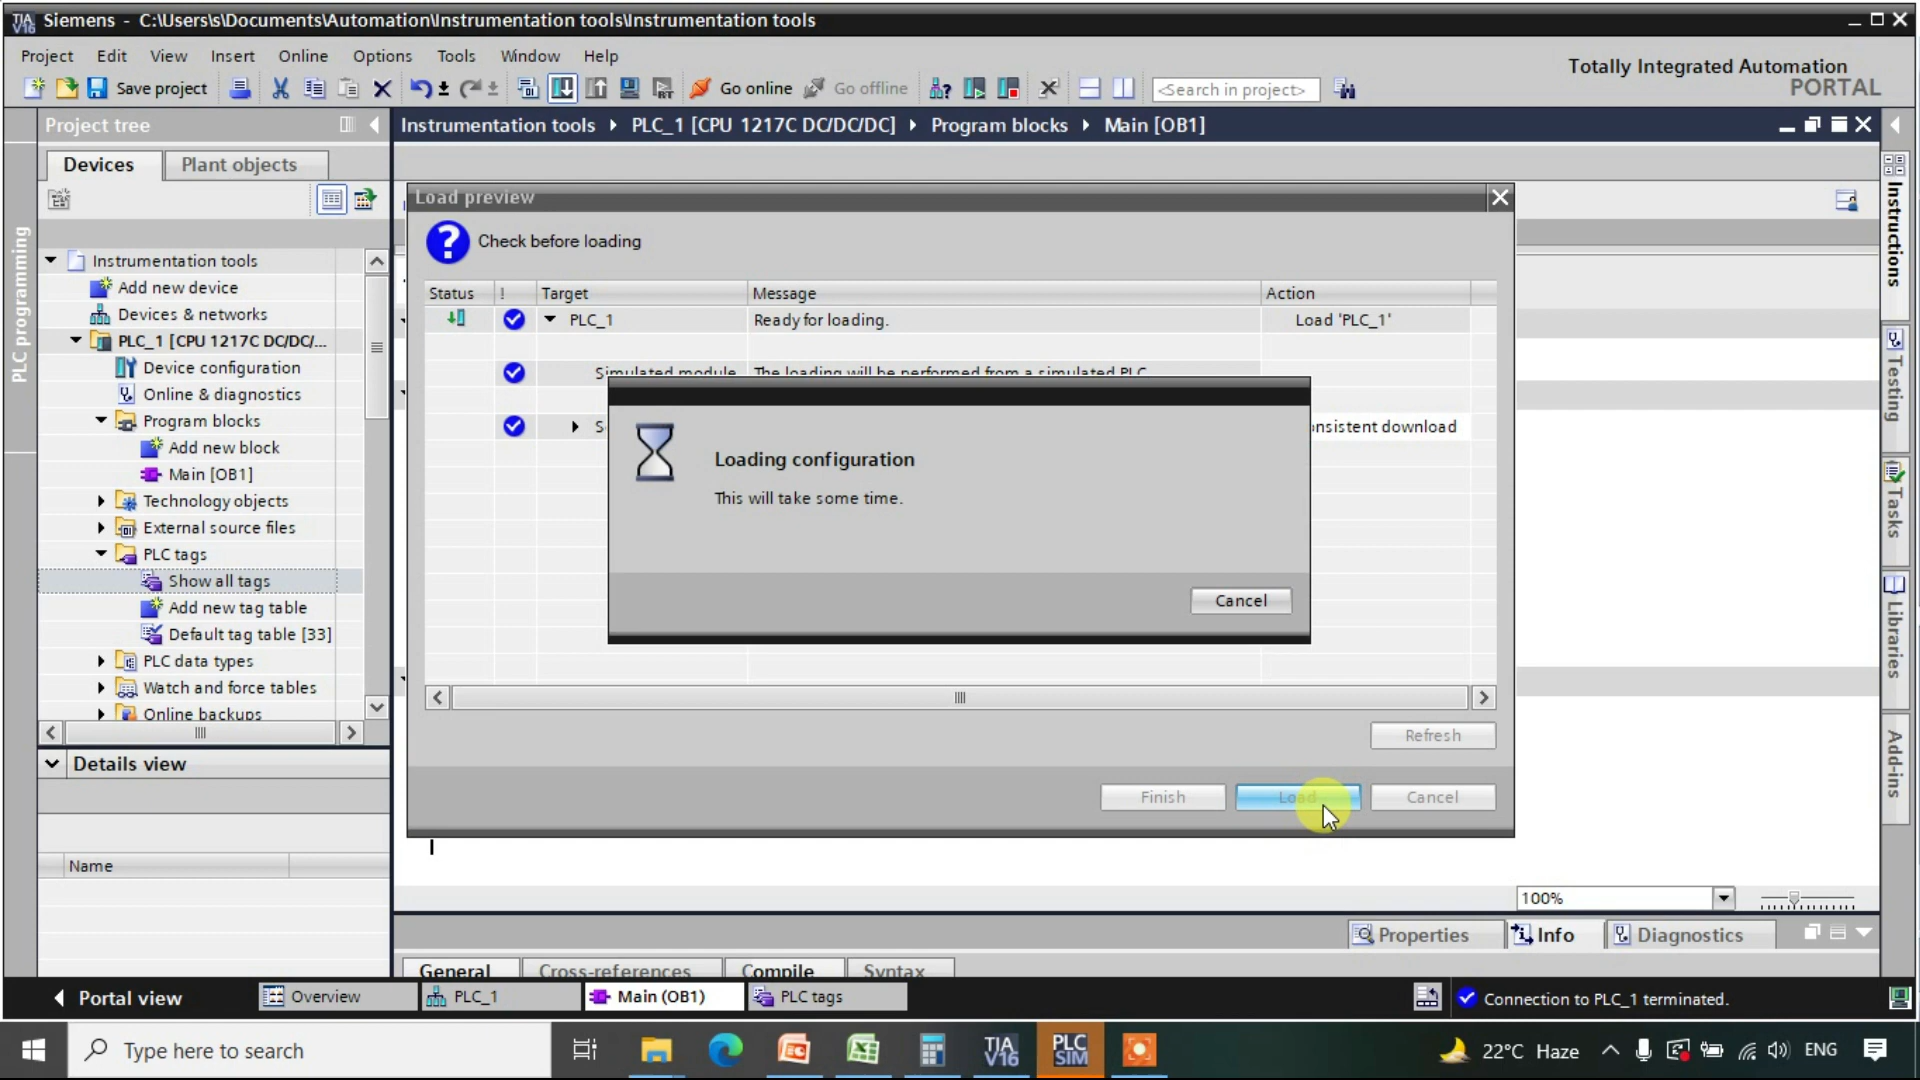 TIA V16 Siemens - C:\Users\s\Documents\Automation\Instrumentation tools\Instrumentation tools
Project Edit View Insert Online Options Tools Window Help
Totally Integrated Automation
PORTAL
Save project Go online Go offline <Search in project>
Project tree
Instrumentation tools PLC_1 [CPU 1217C DC/DC/DC] Program blocks Main [OB1]
Devices Plant objects
PLC programming
Instrumentation tools
Add new device
Devices & networks
PLC_1 [CPU 1217C DC/DC/...
Device configuration
Online & diagnostics
Program blocks
Add new block
Main [OB1]
Technology objects
External source files
PLC tags
Show all tags
Add new tag table
Default tag table [33]
PLC data types
Watch and force tables
Online backups
Details view
Name
Load preview
? Check before loading
Status ! Target Message Action
PLC_1 Ready for loading. Load 'PLC_1'
Simulated module The loading will be performed from a simulated PLC.
onsistent download
Loading configuration
This will take some time.
Cancel
Refresh
Finish Load Cancel
Instructions
Testing
Tasks
Libraries
Add-ins
100%
Properties Info Diagnostics
General Cross-references Compile Syntax
Portal view Overview PLC_1 Main (OB1) PLC tags Connection to PLC_1 terminated.
Type here to search TIA V16 PLC SIM 22°C Haze ENG